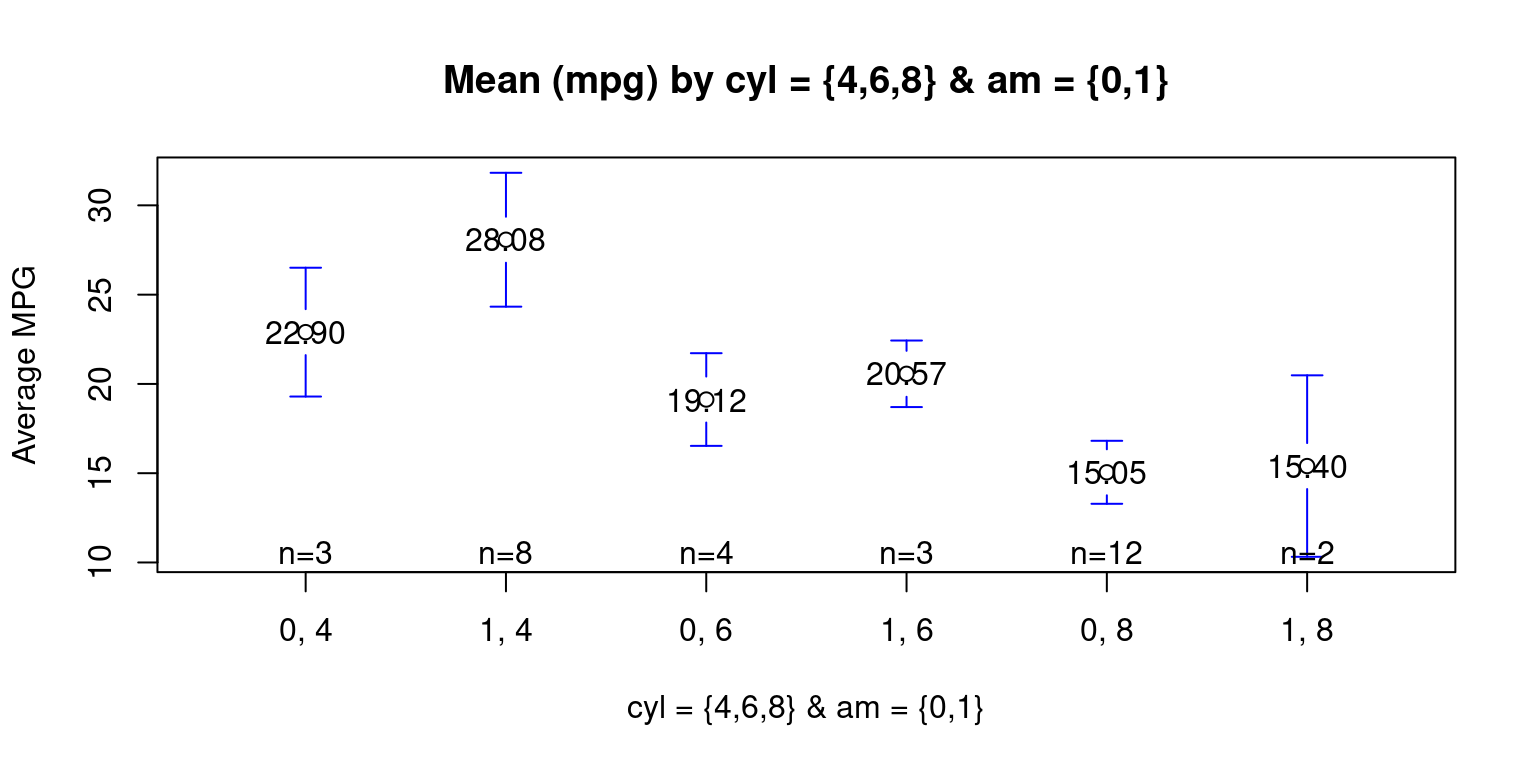 Mean (mpg) by cyl = {4,6,8} & am = {0,1}
Average MPG
30
25
20
15
10
22.90
28.08
19.12
20.57
15.05
15.40
n=3
n=8
n=4
n=3
n=12
n=2
0, 4
1, 4
0, 6
1, 6
0, 8
1, 8
cyl = {4,6,8} & am = {0,1}